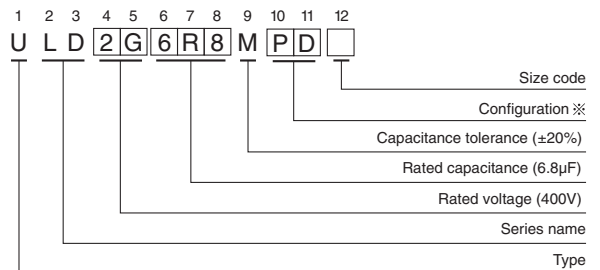 1 2 3 4 5 6 7 8 9 10 11 12
U L D 2 G 6 R 8 M P D
Size code
Configuration ※
Capacitance tolerance (±20%)
Rated capacitance (6.8µF)
Rated voltage (400V)
Series name
Type